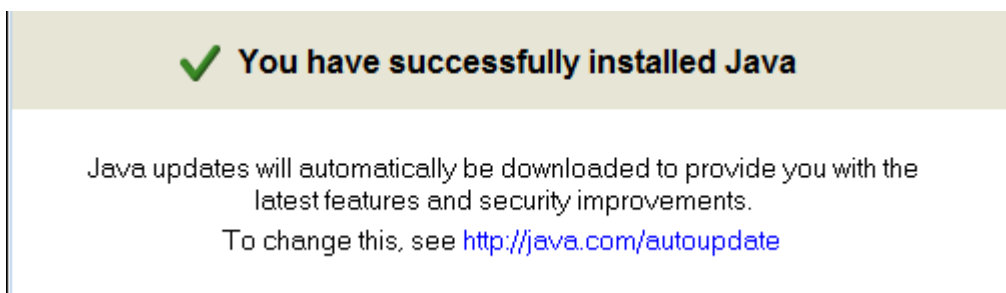 You have successfully installed Java
Java updates will automatically be downloaded to provide you with the
latest features and security improvements.
To change this, see http://java.com/autoupdate